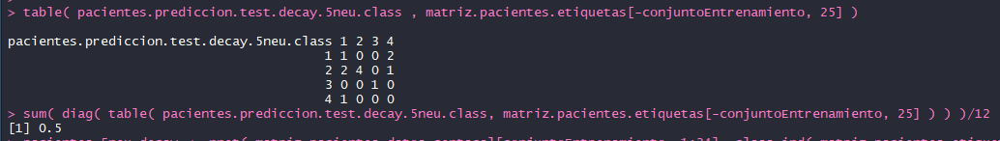 > table( pacientes.prediccion.test.decay.5neu.class , matriz.pacientes.etiquetas[-conjuntoEntrenamiento, 25] )
pacientes.prediccion.test.decay.5neu.class 1 2 3 4
1 1 0 0 2
2 2 4 0 1
3 0 0 1 0
4 1 0 0 0
> sum( diag( table( pacientes.prediccion.test.decay.5neu.class, matriz.pacientes.etiquetas[-conjuntoEntrenamiento, 25] ) ) )/12
[1] 0.5